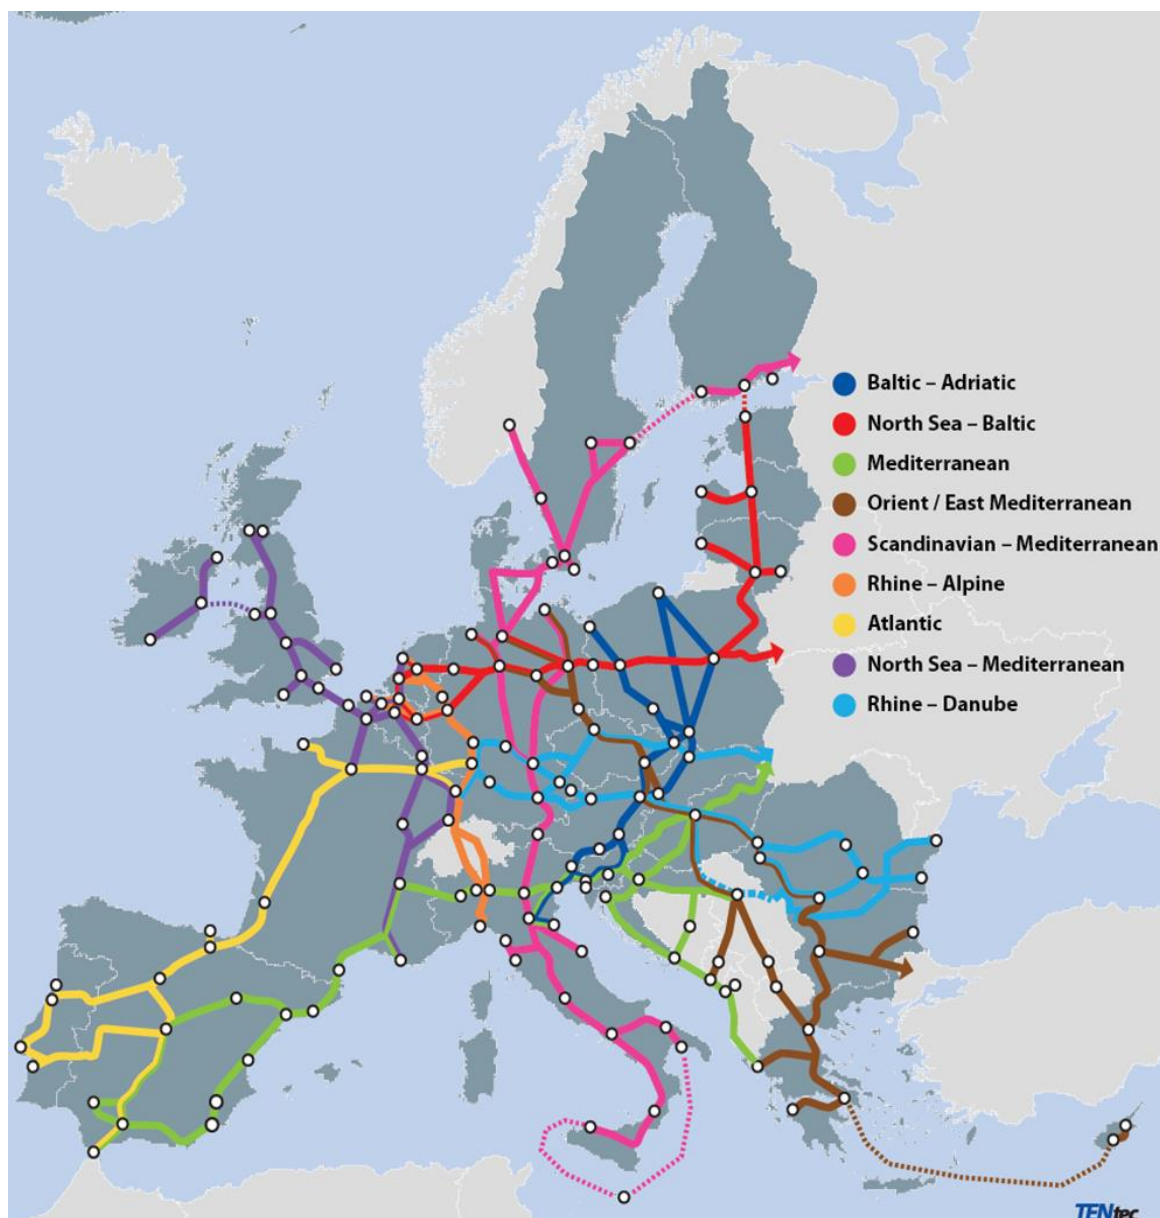 Baltic – Adriatic
North Sea – Baltic
Mediterranean
Orient / East Mediterranean
Scandinavian – Mediterranean
Rhine – Alpine
Atlantic
North Sea – Mediterranean
Rhine – Danube
TENtec